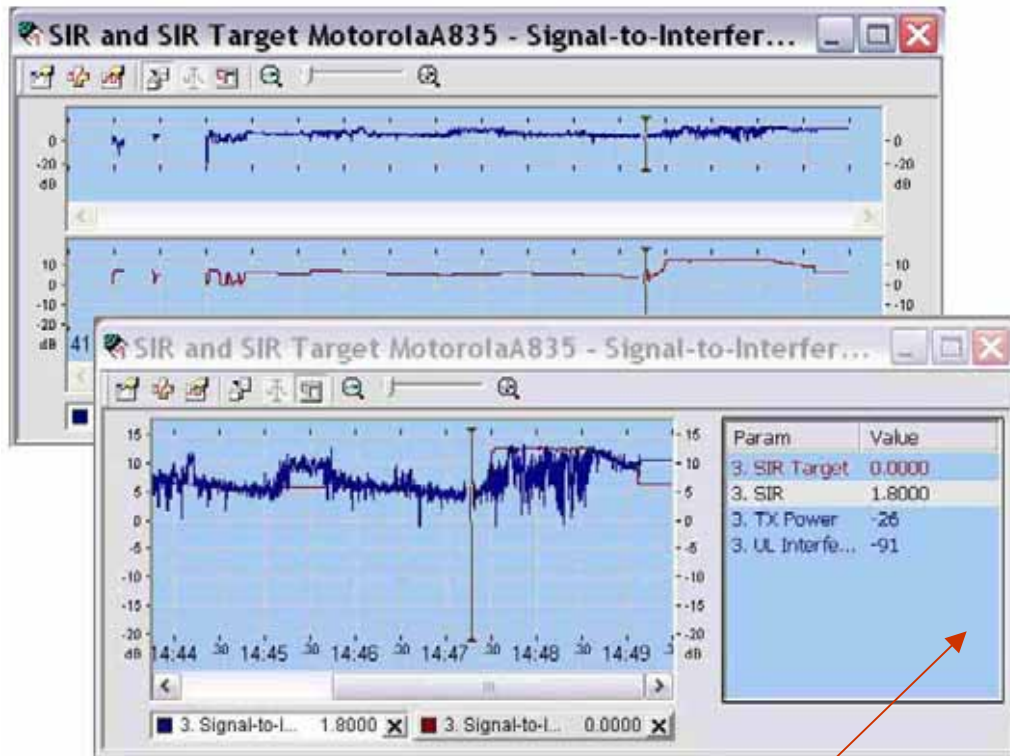 SIR and SIR Target MotorolaA835 - Signal-to-Interfer...
0
-20
dB
0
-20
dB
10
0
-10
-20
dB
41
10
0
-10
SIR and SIR Target MotorolaA835 - Signal-to-Interfer...
15
10
5
0
-5
-10
-15
-20
dB
15
10
5
0
-5
-10
-15
-20
dB
14:44 30 14:45 30 14:46 30 14:47 30 14:48 30 14:49 3
Param Value
3. SIR Target 0.0000
3. SIR 1.8000
3. TX Power -26
3. UL Interfe... -91
3. Signal-to-I... 1.8000 3. Signal-to-I... 0.0000